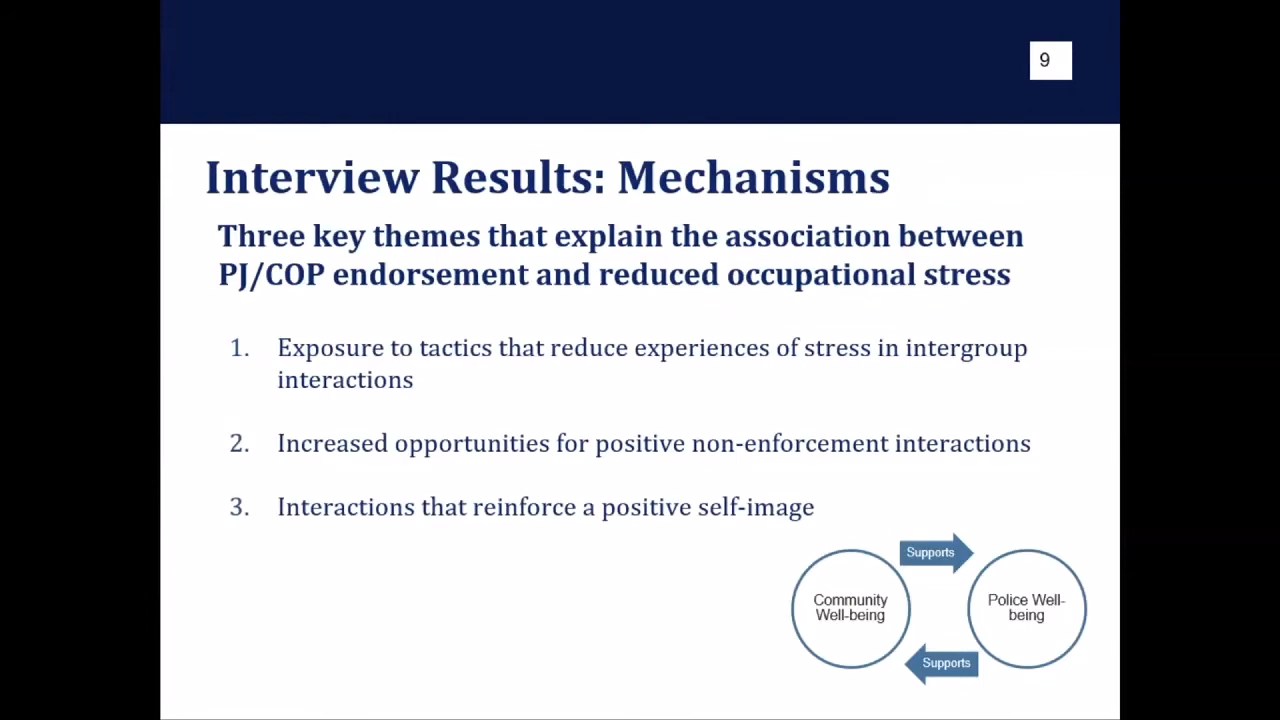 9
Interview Results: Mechanisms
Three key themes that explain the association between
PJ/COP endorsement and reduced occupational stress
1. Exposure to tactics that reduce experiences of stress in intergroup
interactions
2. Increased opportunities for positive non-enforcement interactions
3. Interactions that reinforce a positive self-image
Supports
Community
Well-being
Police Well-
being
Supports